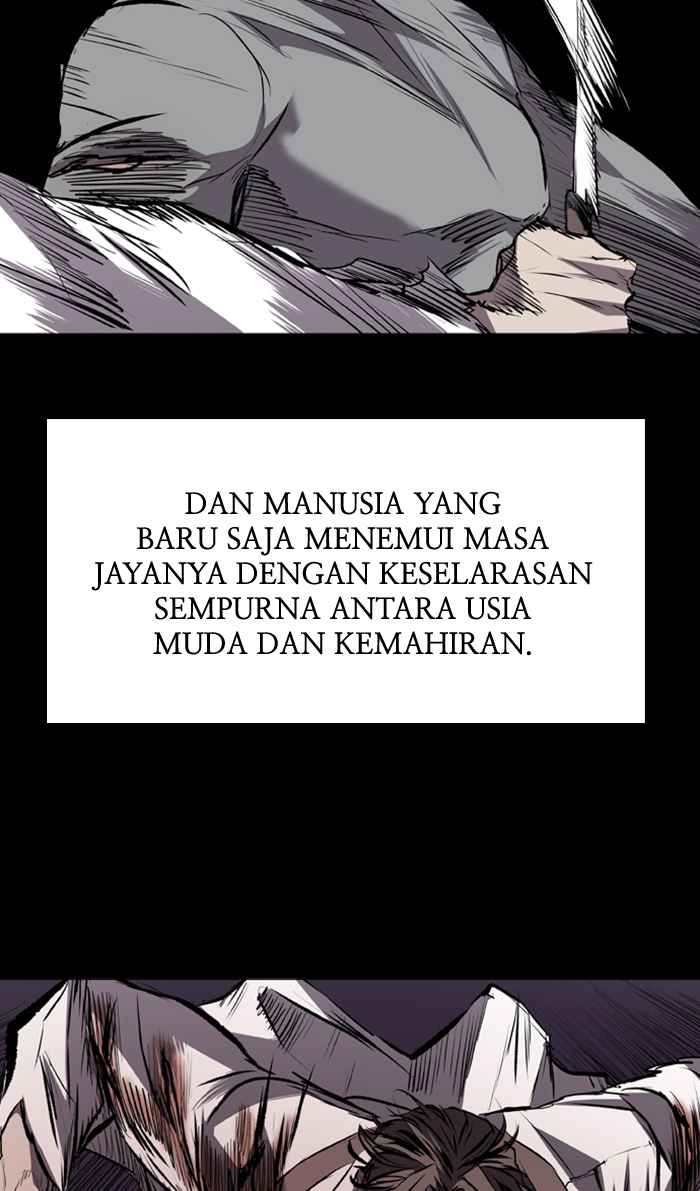 DAN MANUSIA YANG
BARU SAJA MENEMUI MASA
JAYANYA DENGAN KESELARASAN
SEMPURNA ANTARA USIA
MUDA DAN KEMAHIRAN.